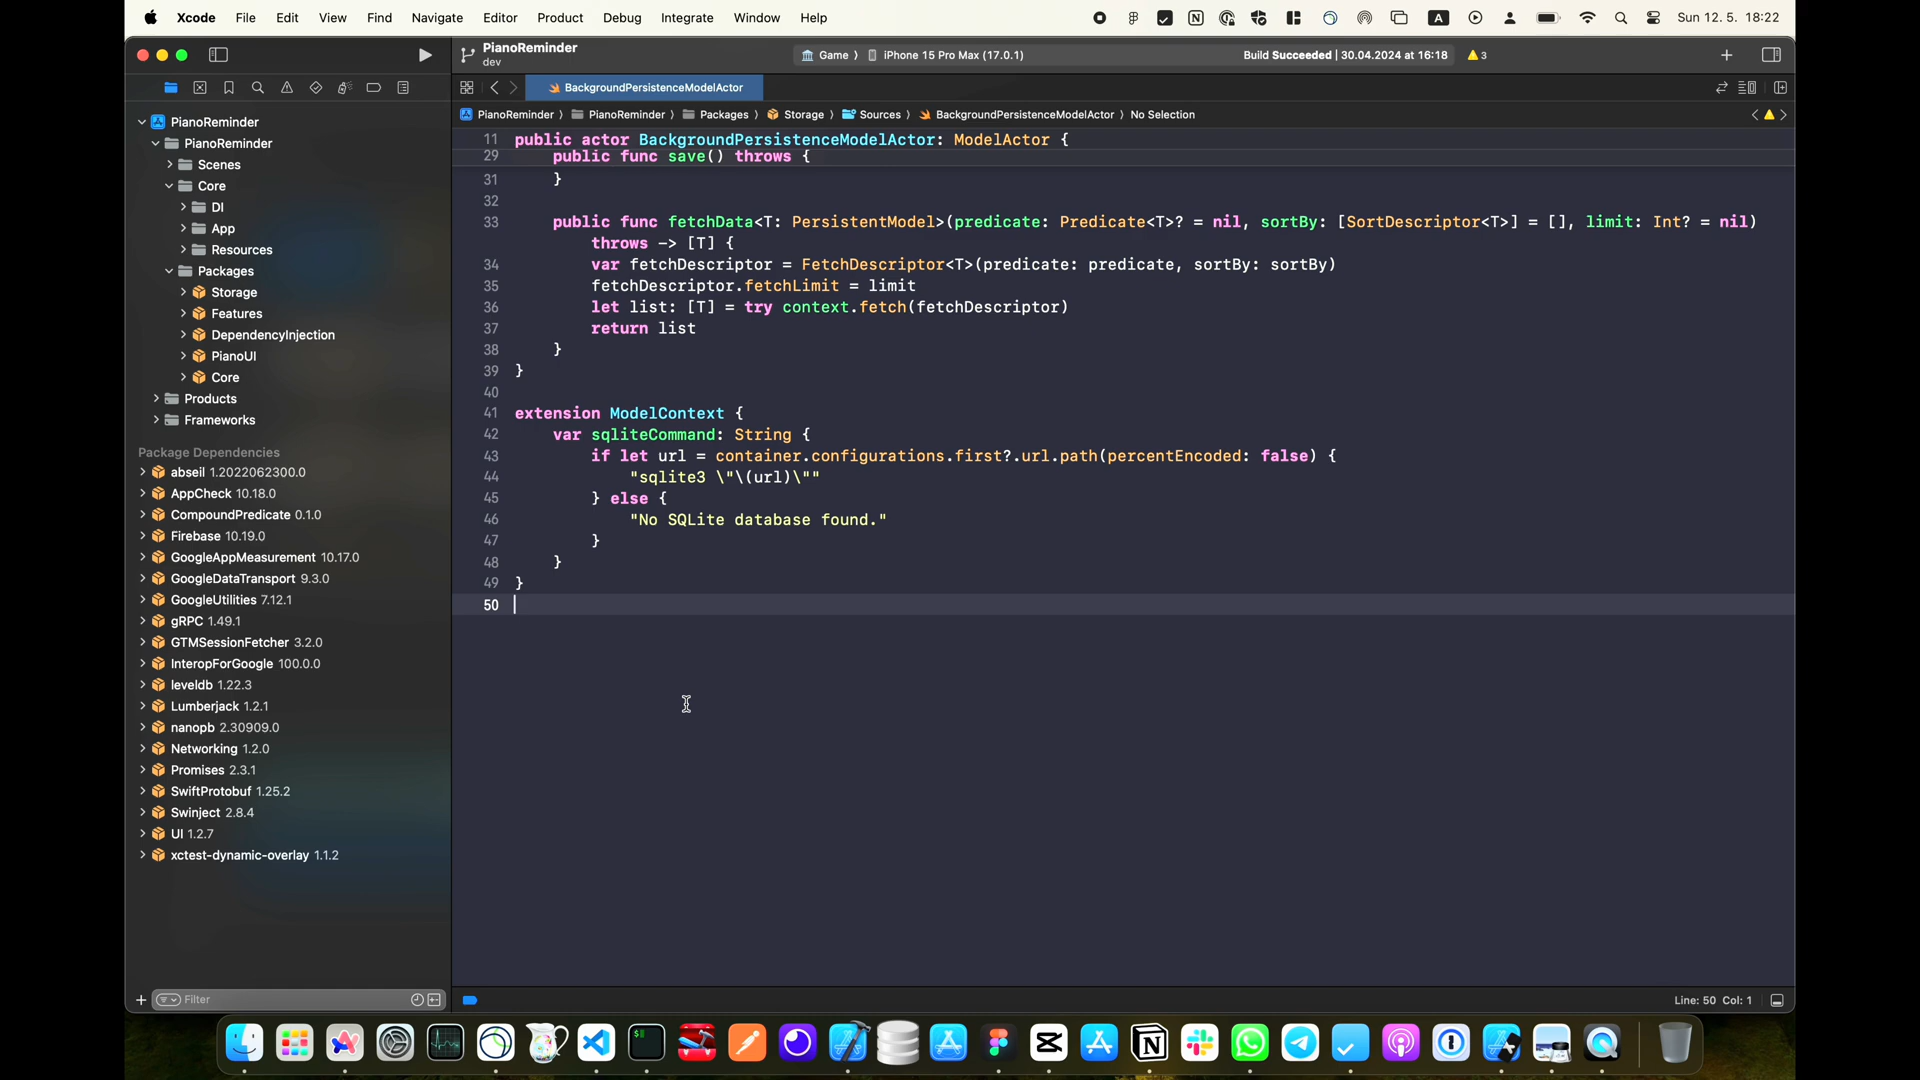 Xcode File Edit View Find Navigate Editor Product Debug Integrate Window Help
A
Sun 12. 5. 18:22
PianoReminder
dev
Game ⟩ iPhone 15 Pro Max (17.0.1)
Build Succeeded | 30.04.2024 at 16:18
3
BackgroundPersistenceModelActor
PianoReminder ⟩ PianoReminder ⟩ Packages ⟩ Storage ⟩ Sources ⟩ BackgroundPersistenceModelActor ⟩ No Selection
PianoReminder
PianoReminder
Scenes
Core
DI
App
Resources
Packages
Storage
Features
DependencyInjection
PianoUI
Core
Products
Frameworks
Package Dependencies
abseil 1.2022062300.0
AppCheck 10.18.0
CompoundPredicate 0.1.0
Firebase 10.19.0
GoogleAppMeasurement 10.17.0
GoogleDataTransport 9.3.0
GoogleUtilities 7.12.1
gRPC 1.49.1
GTMSessionFetcher 3.2.0
InteropForGoogle 100.0.0
leveldb 1.22.3
Lumberjack 1.2.1
nanopb 2.30909.0
Networking 1.2.0
Promises 2.3.1
SwiftProtobuf 1.25.2
Swinject 2.8.4
UI 1.2.7
xctest-dynamic-overlay 1.1.2
Filter
11 public actor BackgroundPersistenceModelActor: ModelActor {
29 public func save() throws {
31 }
32
33 public func fetchData<T: PersistentModel>(predicate: Predicate<T>? = nil, sortBy: [SortDescriptor<T>] = [], limit: Int? = nil)
throws -> [T] {
34 var fetchDescriptor = FetchDescriptor<T>(predicate: predicate, sortBy: sortBy)
35 fetchDescriptor.fetchLimit = limit
36 let list: [T] = try context.fetch(fetchDescriptor)
37 return list
38 }
39 }
40
41 extension ModelContext {
42 var sqliteCommand: String {
43 if let url = container.configurations.first?.url.path(percentEncoded: false) {
44 "sqlite3 \"\(url)\""
45 } else {
46 "No SQLite database found."
47 }
48 }
49 }
50
Line: 50 Col: 1